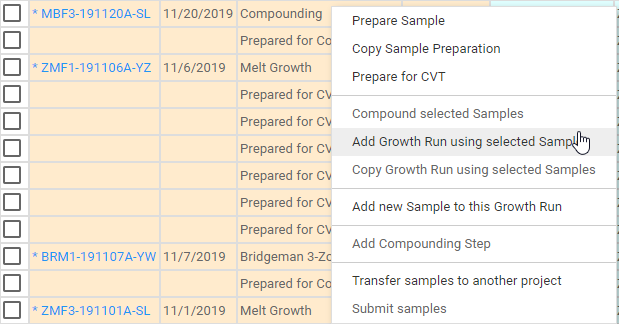 * MBF3-191120A-SL 11/20/2019 Compounding
Prepared for Co
* ZMF1-191106A-YZ 11/6/2019 Melt Growth
Prepared for CVT
Prepared for CV
Prepared for CV
Prepared for CV
Prepared for CV
Prepared for CV
* BRM1-191107A-YW 11/7/2019 Bridgeman 3-Zo
Prepared for Co
* ZMF3-191101A-SL 11/1/2019 Melt Growth
Prepare Sample
Copy Sample Preparation
Prepare for CVT
Compound selected Samples
Add Growth Run using selected Samples
Copy Growth Run using selected Samples
Add new Sample to this Growth Run
Add Compounding Step
Transfer samples to another project
Submit samples